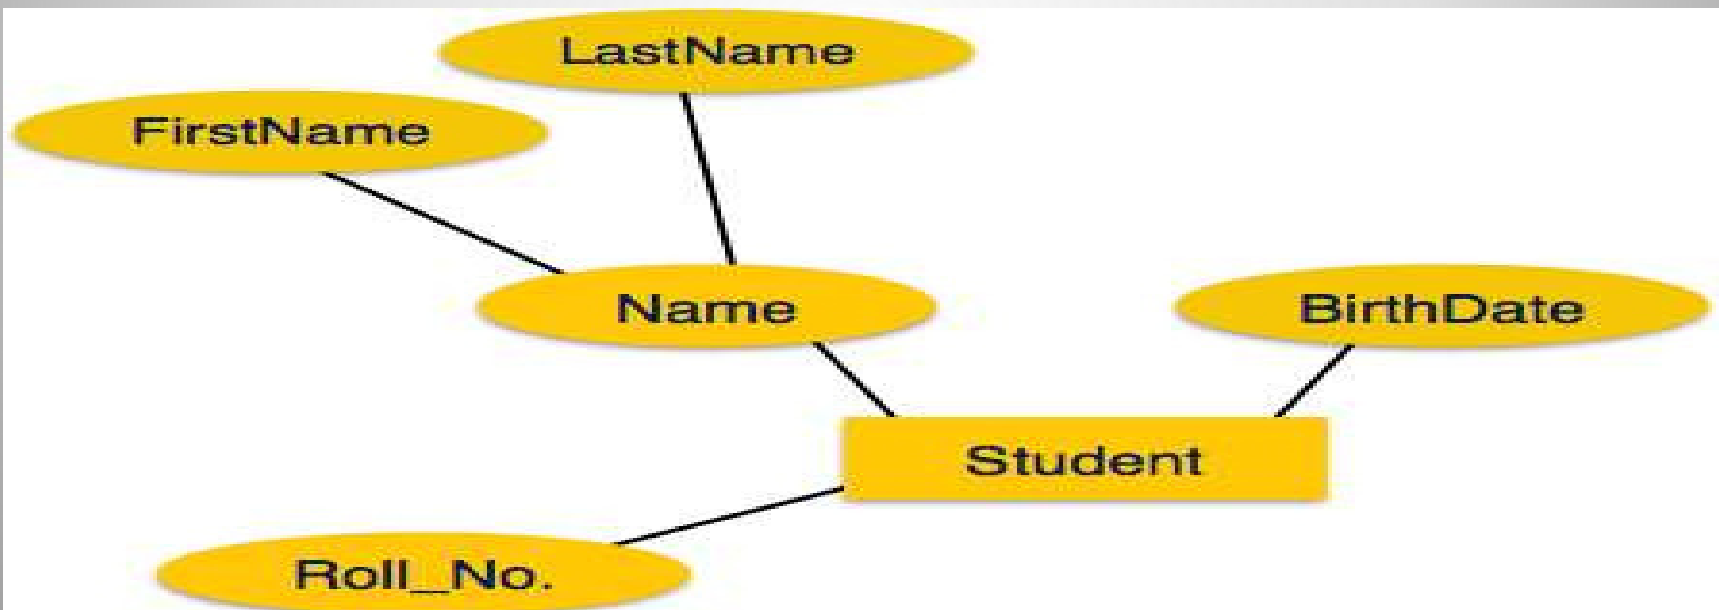 LastName
FirstName
Name
BirthDate
Student
Roll_No.